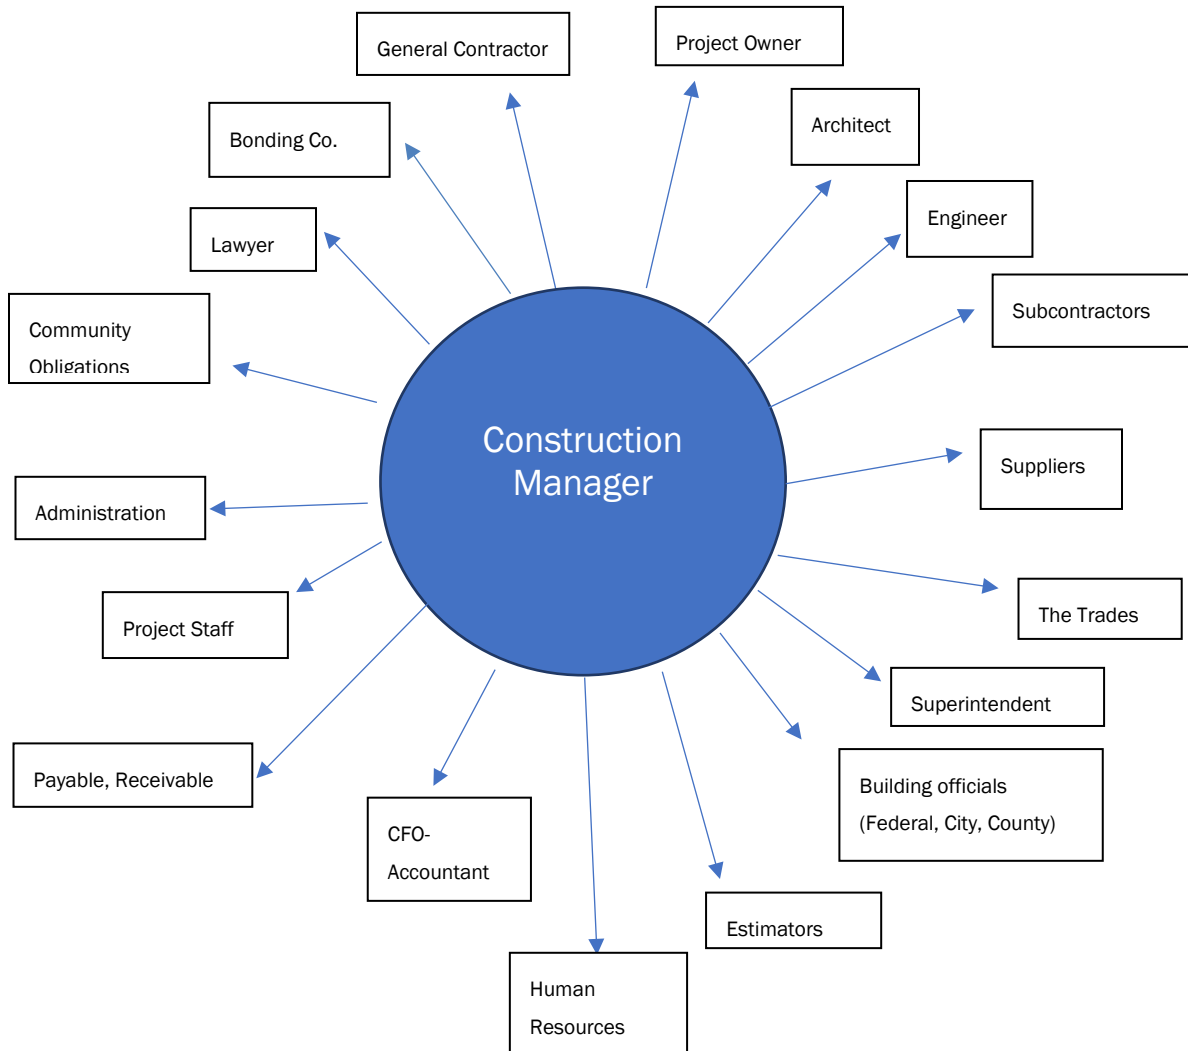 General Contractor
Project Owner
Bonding Co.
Architect
Lawyer
Engineer
Community
Obligations
Subcontractors
Construction
Manager
Suppliers
Administration
Project Staff
The Trades
Superintendent
Payable, Receivable
Building officials
(Federal, City, County)
CFO-
Accountant
Estimators
Human
Resources